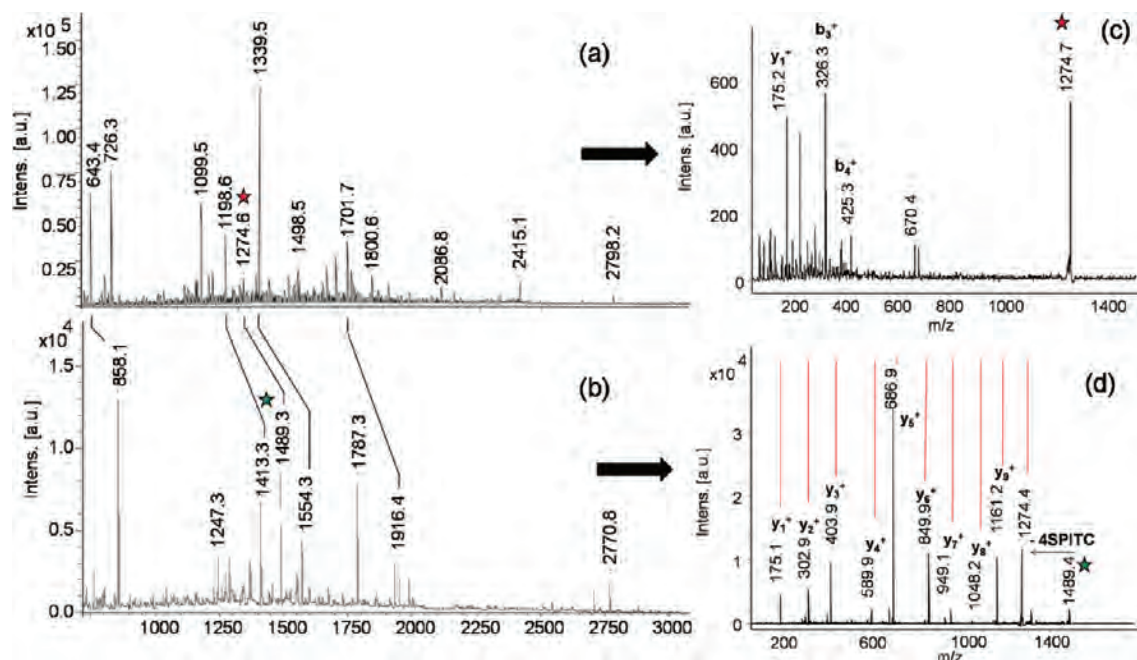 x10 5
1.50
1.25
1.00
0.75
0.50
0.25
0.0
Intens. [a.u.]
643.4
726.3
1099.5
1198.6
1274.6
1339.5
1498.5
1701.7
1800.6
2086.8
2415.1
2798.2
(a)
x10 4
1.5
1.0
0.5
0.0
Intens. [a.u.]
858.1
1247.3
1413.3
1489.3
1554.3
1787.3
1916.4
2770.8
(b)
1000 1250 1500 1750 2000 2250 2500 2750 3000
(c)
600
400
200
0
Intens. [a.u.]
y1+
175.2
b3+
326.3
b4+
425.3
670.4
1274.7
200 400 600 800 1000 1200 1400
m/z
(d)
4
x10
3
2
1
0
Intens. [a.u.]
y1+
175.1
y2+
302.9
y3+
403.9
y4+
589.9
686.9
y5+
y6+
849.9
y7+
949.1
y8+
1048.2
y9+
1161.2
1274.4
- 4SPITC
1489.4
200 600 1000 1400
m/z